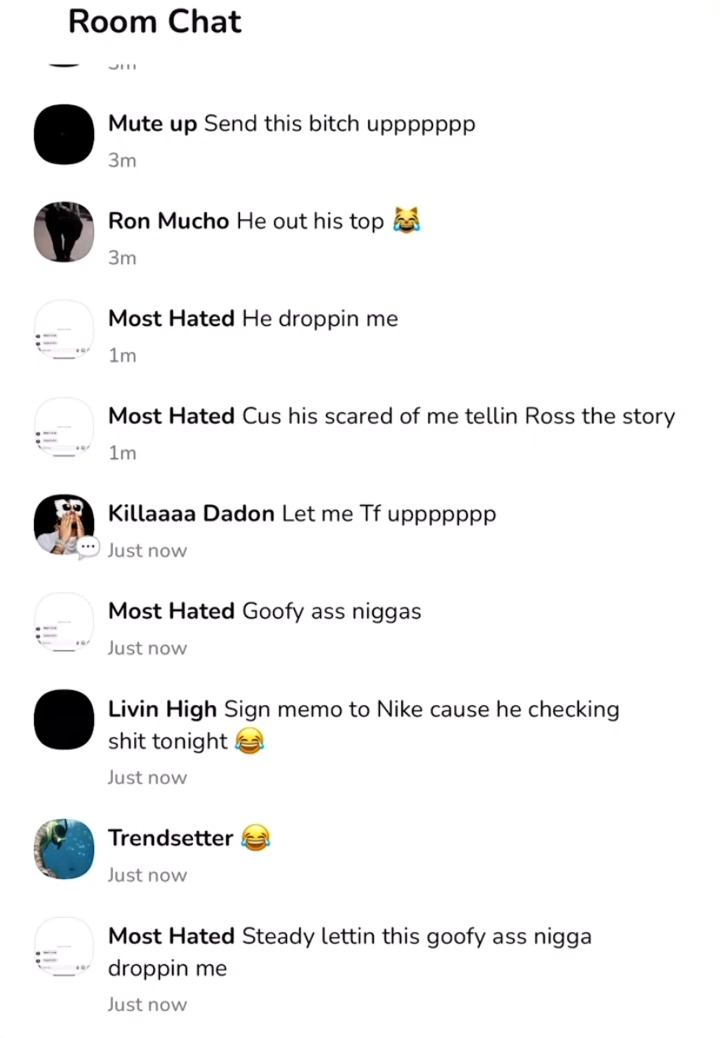 Room Chat
Mute up Send this bitch uppppppp
3m
Ron Mucho He out his top 😹
3m
Most Hated He droppin me
1m
Most Hated Cus his scared of me tellin Ross the story
1m
Killaaaa Dadon Let me Tf uppppppp
Just now
Most Hated Goofy ass niggas
Just now
Livin High Sign memo to Nike cause he checking
shit tonight 😂
Just now
Trendsetter 😂
Just now
Most Hated Steady lettin this goofy ass nigga
droppin me
Just now